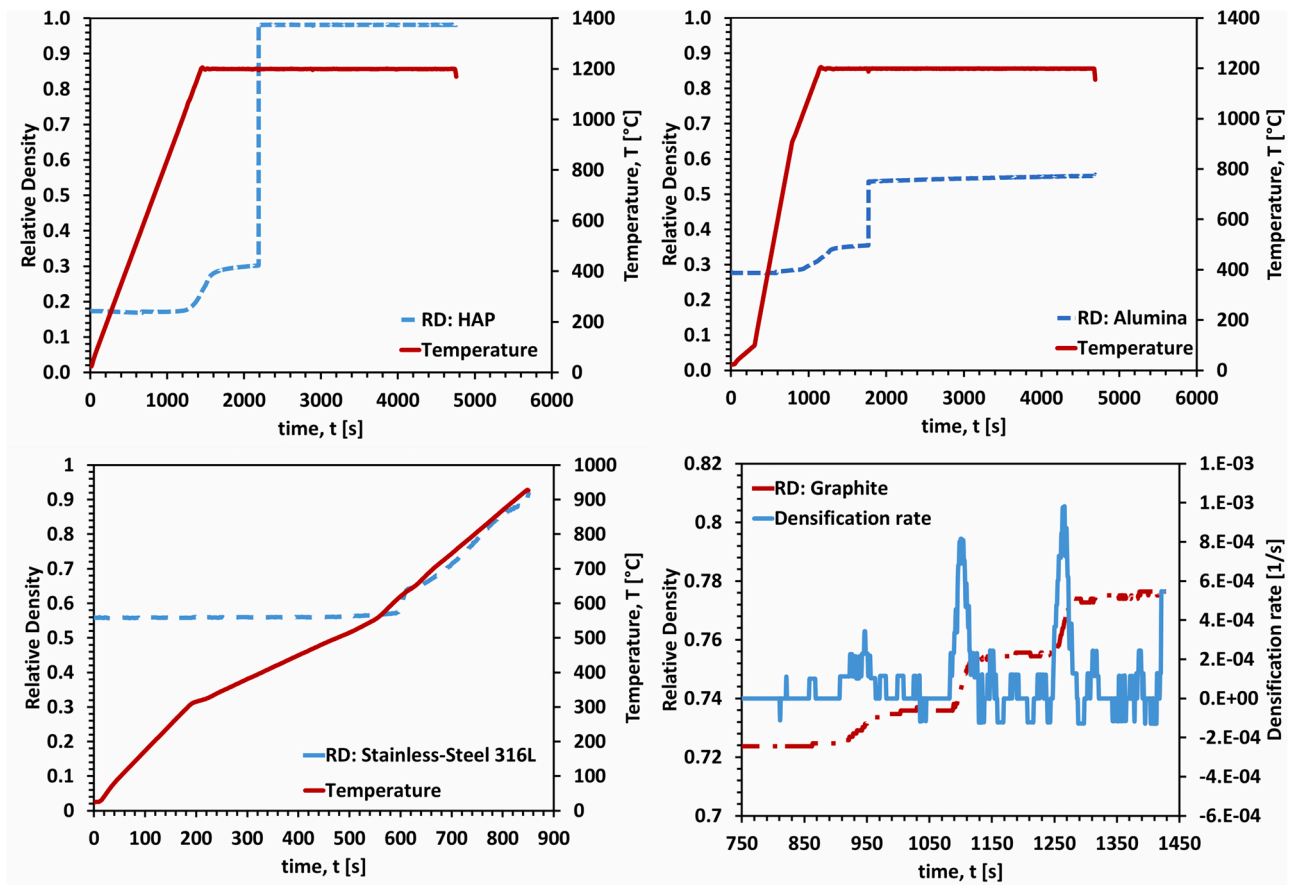 1.0
0.9
0.8
0.7
0.6
0.5
0.4
0.3
0.2
0.1
0.0
Relative Density
1400
1200
1000
800
600
400
200
0
Temperature, T [°C]
RD: HAP
Temperature
0 1000 2000 3000 4000 5000 6000
time, t [s]
1.0
0.9
0.8
0.7
0.6
0.5
0.4
0.3
0.2
0.1
0.0
Relative Density
1400
1200
1000
800
600
400
200
0
Temperature, T [°C]
RD: Alumina
Temperature
0 1000 2000 3000 4000 5000 6000
time, t [s]
1
0.9
0.8
0.7
0.6
0.5
0.4
0.3
0.2
0.1
0
Relative Density
1000
900
800
700
600
500
400
300
200
100
0
Temperature, T [°C]
RD: Stainless-Steel 316L
Temperature
0 100 200 300 400 500 600 700 800 900
time, t [s]
0.82
0.8
0.78
0.76
0.74
0.72
0.7
Relative Density
1.E-03
1.E-03
8.E-04
6.E-04
4.E-04
2.E-04
0.E+00
-2.E-04
-4.E-04
-6.E-04
Densification rate [1/s]
RD: Graphite
Densification rate
750 850 950 1050 1150 1250 1350 1450
time, t [s]